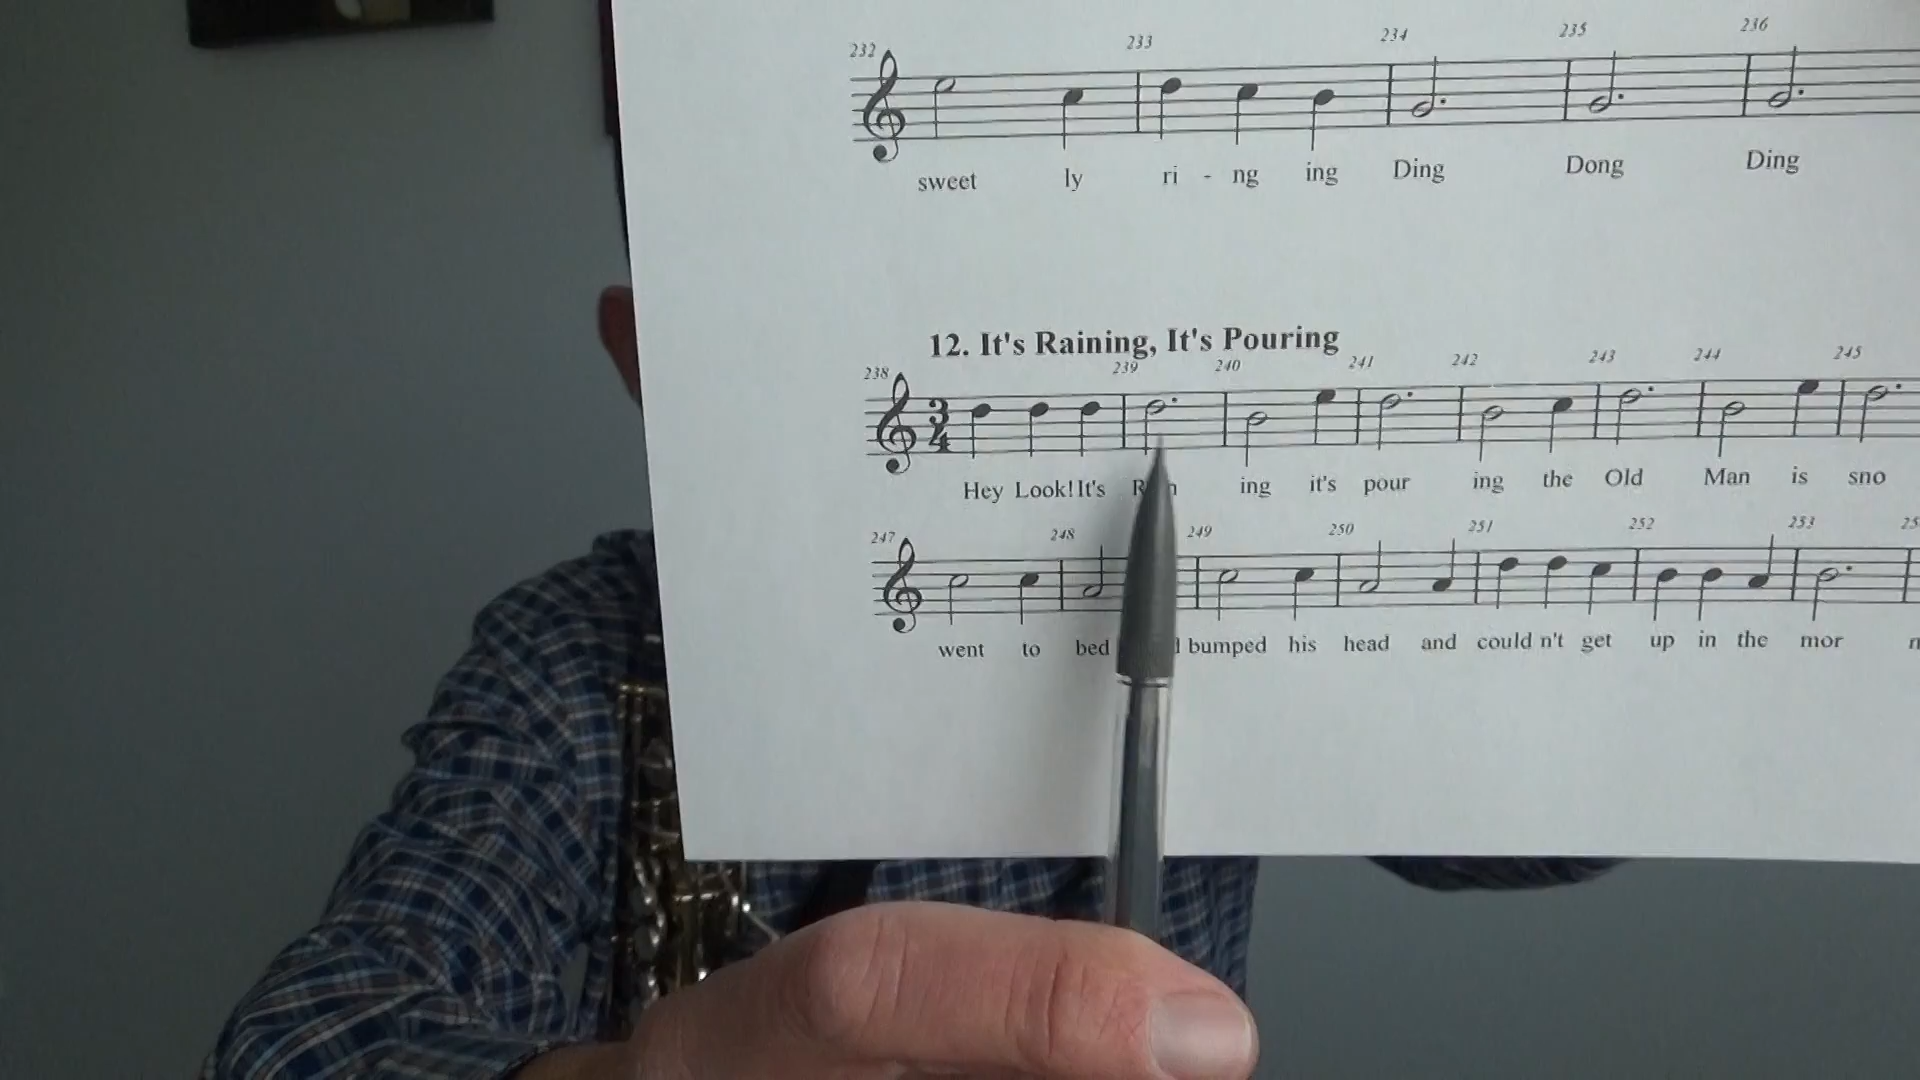 232 233 234 235 236
sweet ly ri - ng ing Ding Dong Ding
12. It's Raining, It's Pouring
238 239 240 241 242 243 244 245
3
4
Hey Look! It's ing it's pour ing the Old Man is sno
247 248 249 250 251 252 253
went to bed bumped his head and could n't get up in the mor